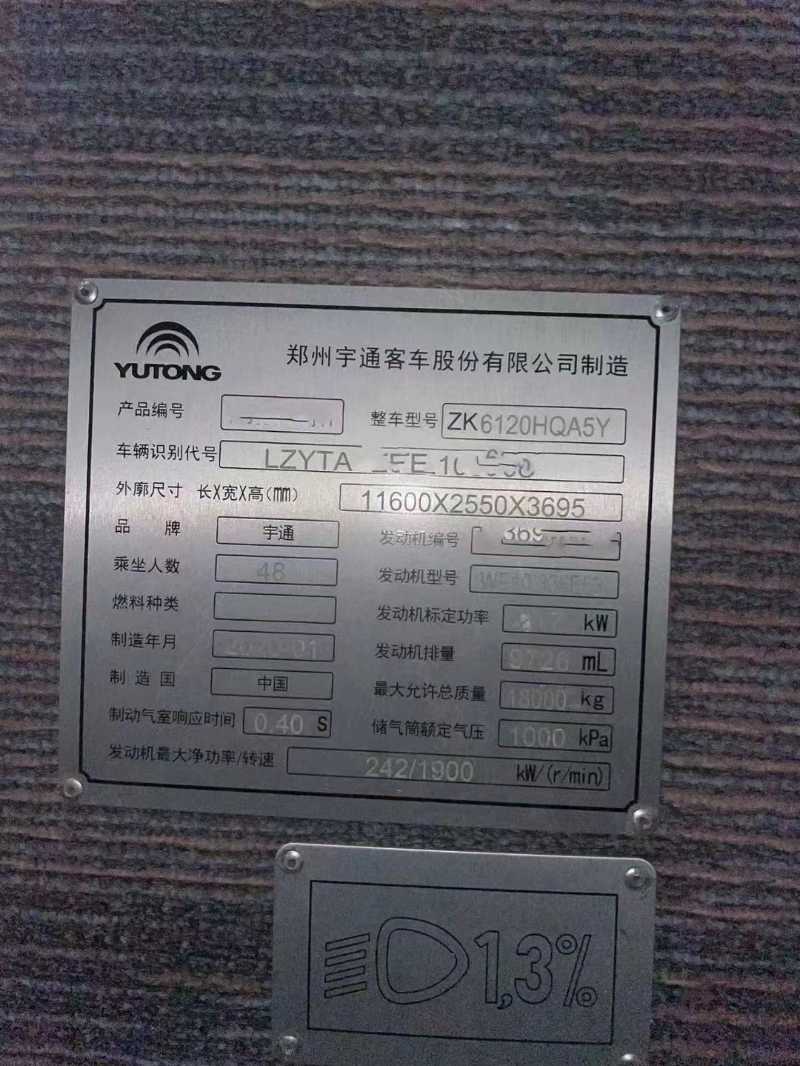 YUTONG
郑州宇通客车股份有限公司制造
产品编号 整车型号 ZK6120HQA5Y
车辆识别代号 LZYTA
外廓尺寸 长X宽X高(mm) 11600X2550X3695
品 牌 宇通 发动机编号 369
乘坐人数 48 发动机型号
燃料种类 发动机标定功率 kW
制造年月 发动机排量 9726 mL
制 造 国 中国 最大允许总质量 18000 kg
制动气室响应时间 0.40 S 储气筒额定气压 1000 kPa
发动机最大净功率/转速 242/1900 kW/(r/min)
1,3%